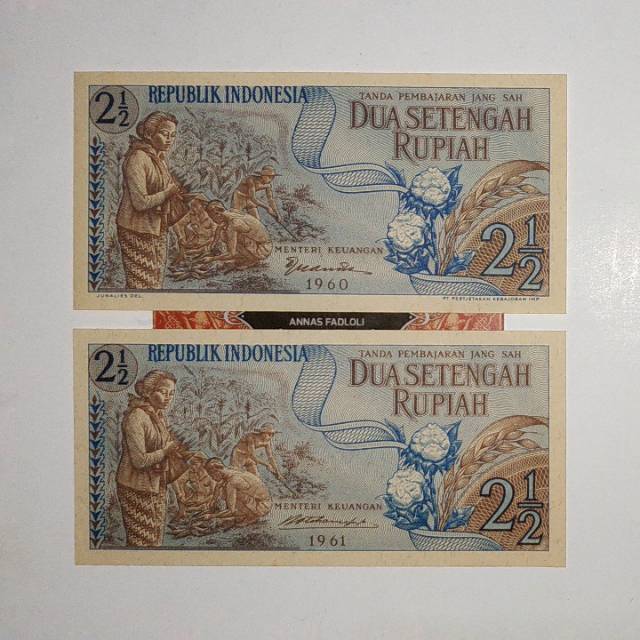 2½
REPUBLIK INDONESIA
TANDA PEMBAJARAN JANG SAH
DUA SETENGAH
RUPIAH
MENTERI KEUANGAN
1960
2½
JUNALIES DEL.
PT PERTJETAKAN KEBAJORAN IMP.
ANNAS FADLOLI
2½
REPUBLIK INDONESIA
TANDA PEMBAJARAN JANG SAH
DUA SETENGAH
RUPIAH
MENTERI KEUANGAN
1961
2½